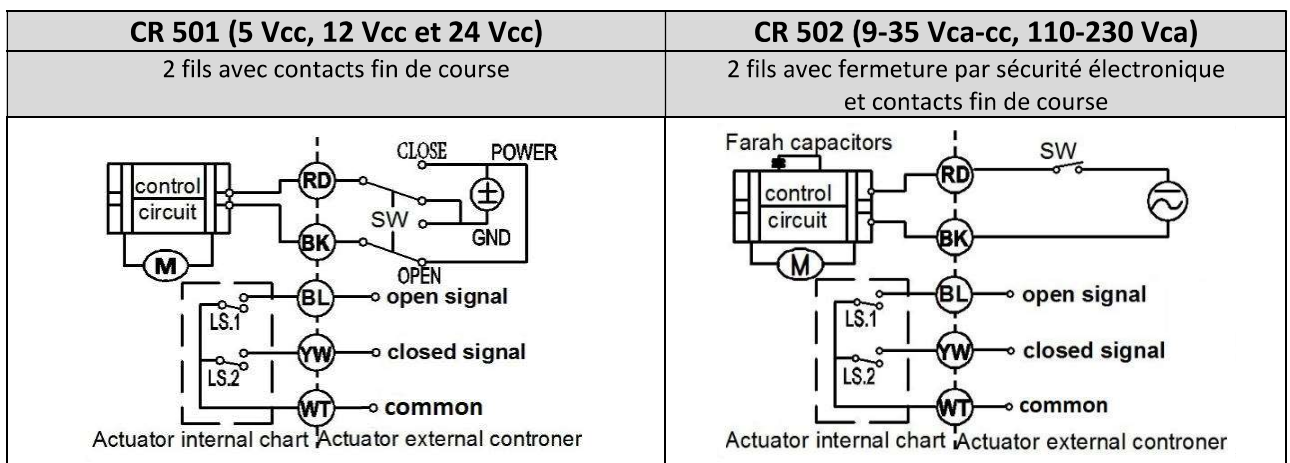 CR 501 (5 Vcc, 12 Vcc et 24 Vcc)
2 fils avec contacts fin de course
control
circuit
M
RD
BK
CLOSE
POWER
SW
±
GND
OPEN
LS.1
BL
open signal
LS.2
YW
closed signal
WT
common
Actuator internal chart
Actuator external controner
CR 502 (9-35 Vca-cc, 110-230 Vca)
2 fils avec fermeture par sécurité électronique
et contacts fin de course
Farah capacitors
control
circuit
M
RD
SW
BK
LS.1
BL
open signal
LS.2
YW
closed signal
WT
common
Actuator internal chart
Actuator external controner